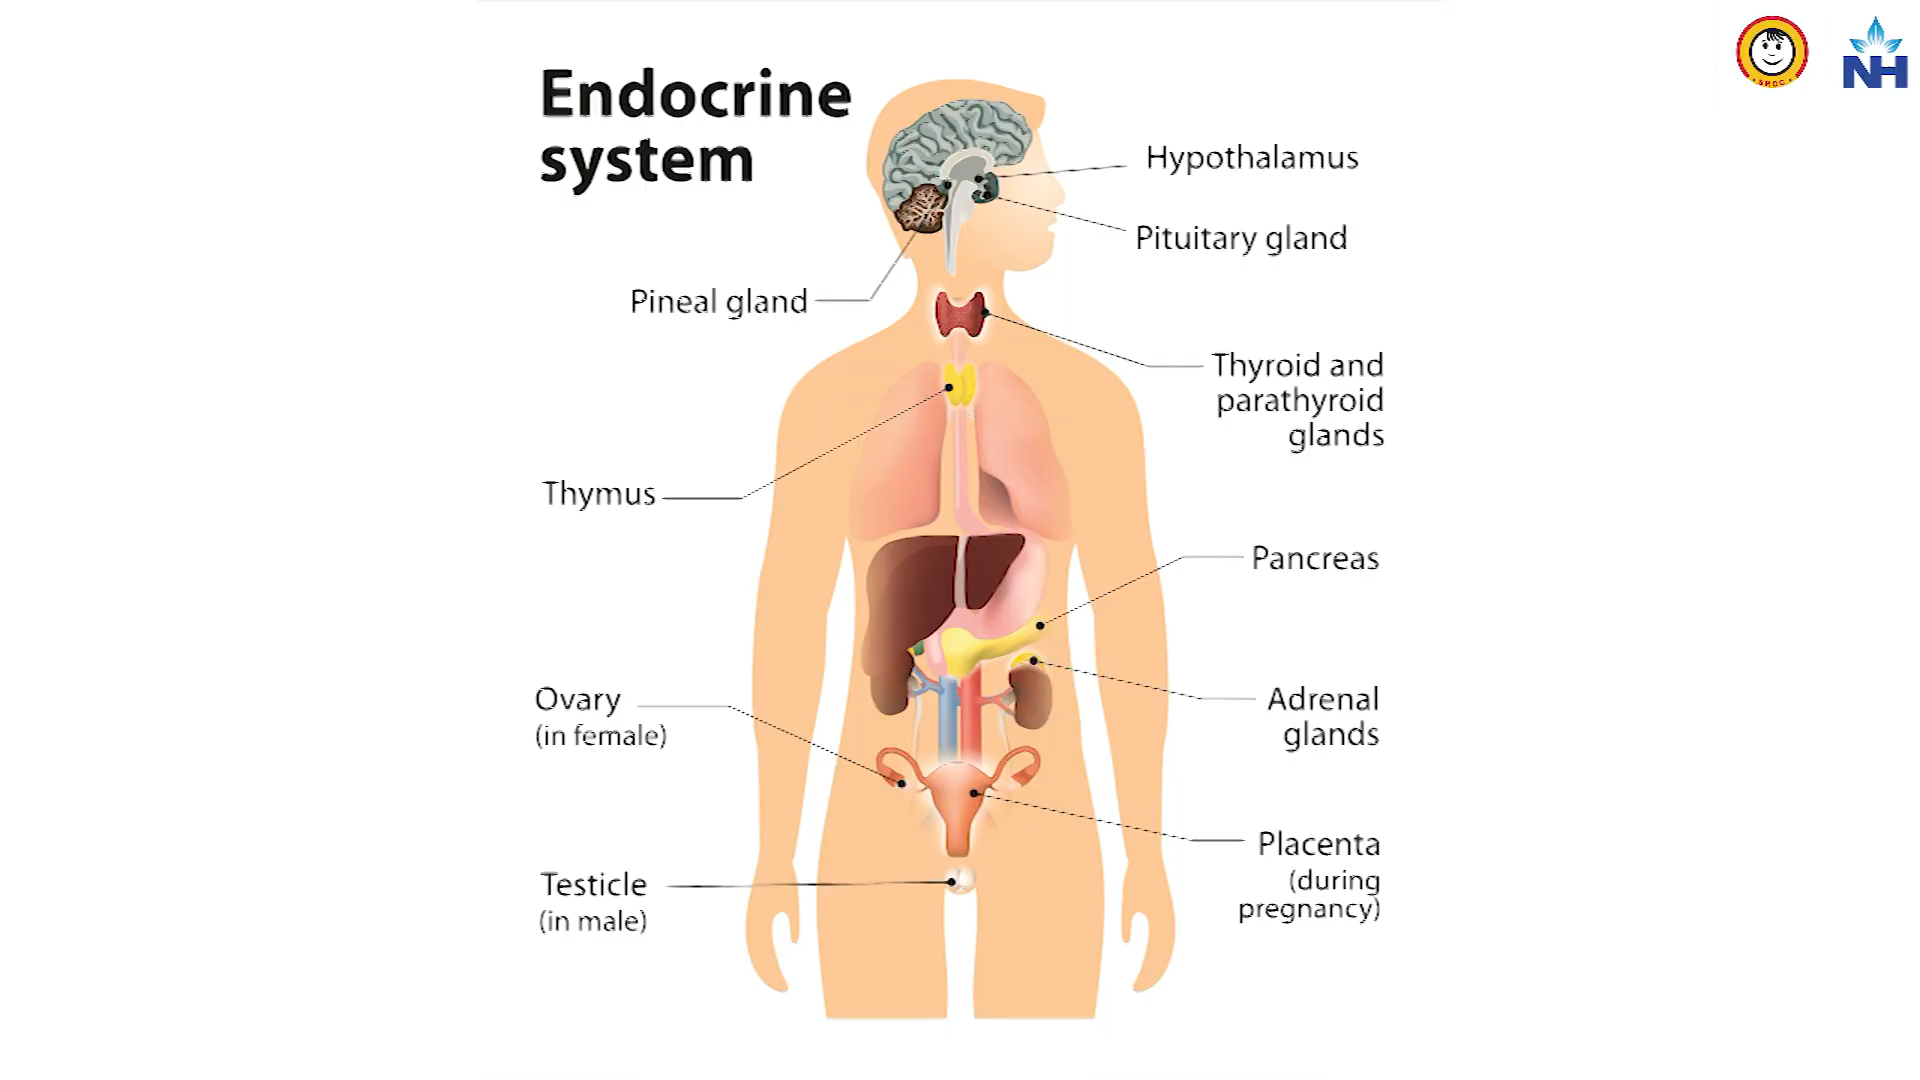 Endocrine
system
Hypothalamus
Pituitary gland
Pineal gland
Thyroid and
parathyroid
glands
Thymus
Pancreas
Ovary
(in female)
Adrenal
glands
Placenta
(during
pregnancy)
Testicle
(in male)
SRCC
NH